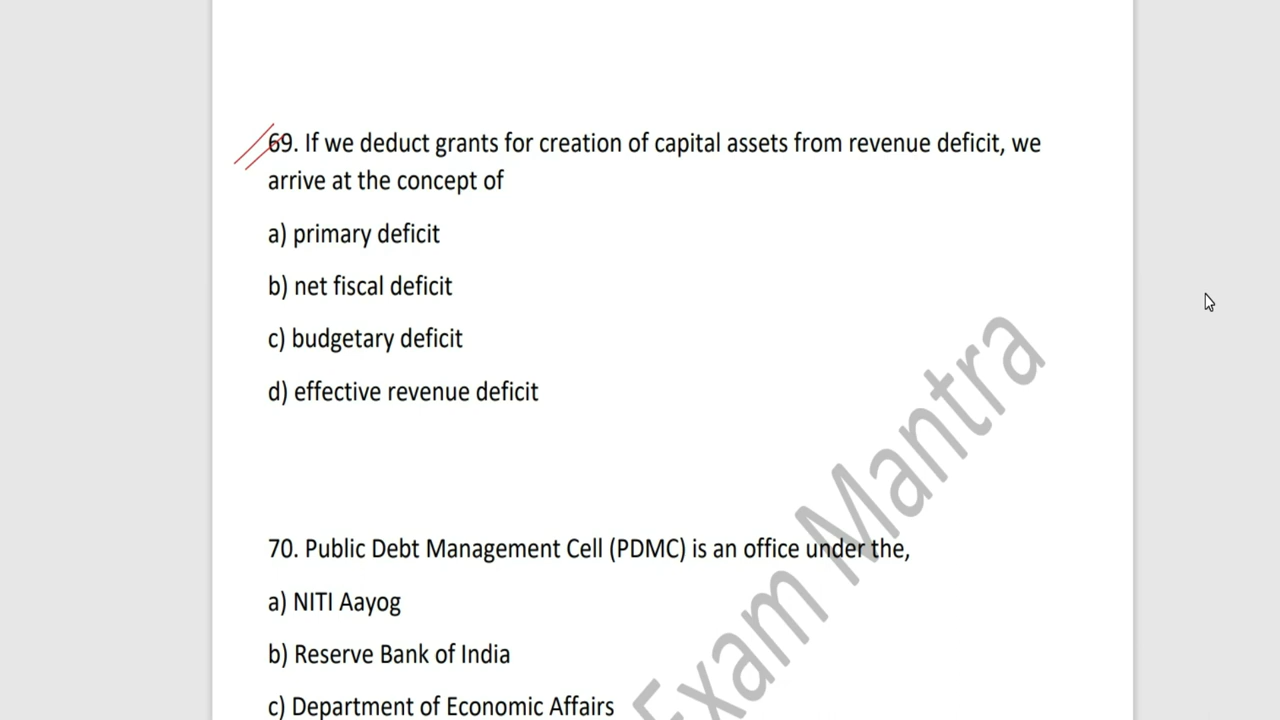 69. If we deduct grants for creation of capital assets from revenue deficit, we
arrive at the concept of
a) primary deficit
b) net fiscal deficit
c) budgetary deficit
d) effective revenue deficit
70. Public Debt Management Cell (PDMC) is an office under the,
a) NITI Aayog
b) Reserve Bank of India
c) Department of Economic Affairs
Exam Mantra